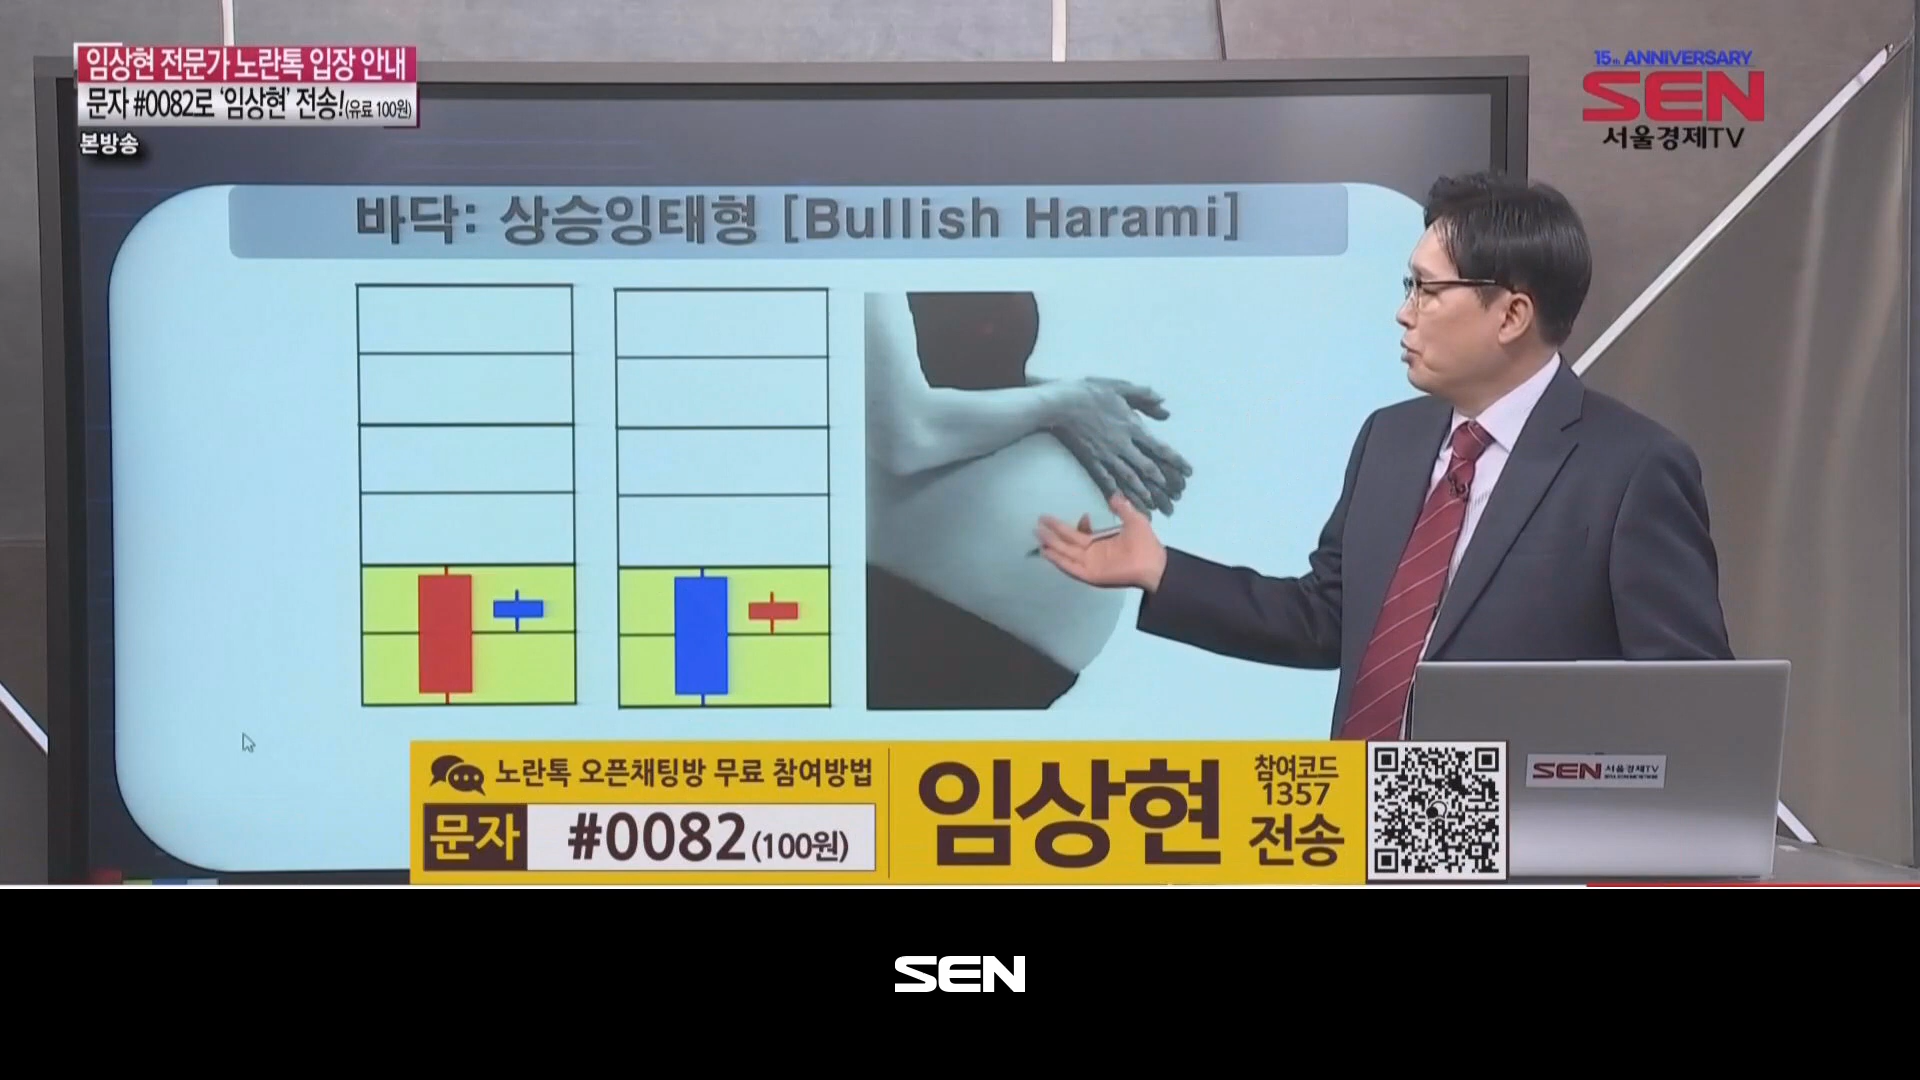 임상현 전문가 노란톡 입장 안내
문자 #0082로 '임상현' 전송!(유료 100원)
본방송
15th ANNIVERSARY
SEN
서울경제TV
바닥: 상승잉태형 [Bullish Harami]
노란톡 오픈채팅방 무료 참여방법
문자 #0082(100원)
임상현
참여코드
1357
전송
SEN 서울경제TV
SEN